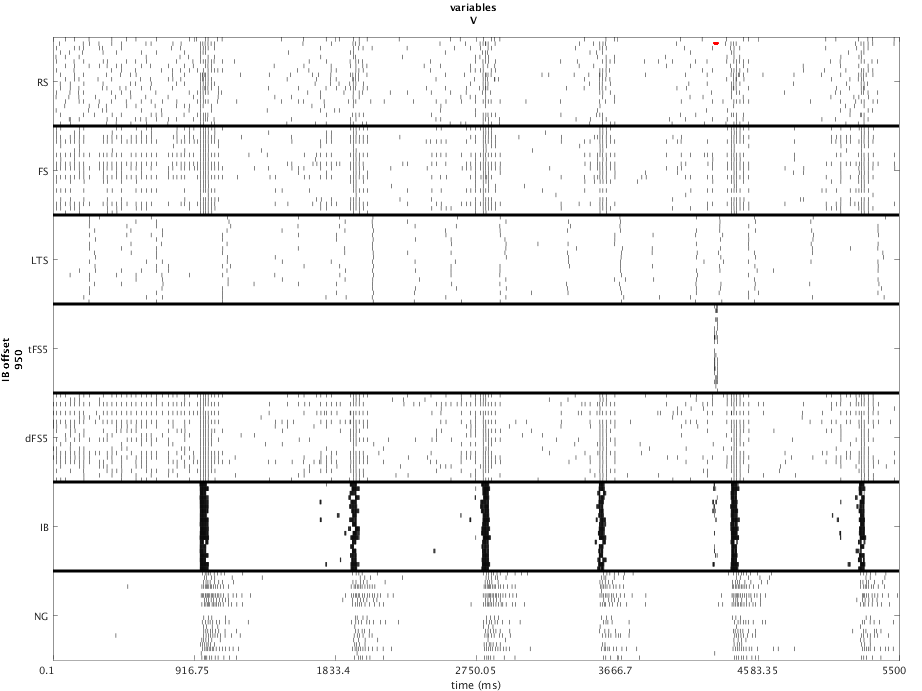 variables
V
RS
FS
LTS
tFS5
dFS5
IB
NG
IB offset
950
0.1
916.75
1833.4
2750.05
3666.7
4583.35
5500
time (ms)